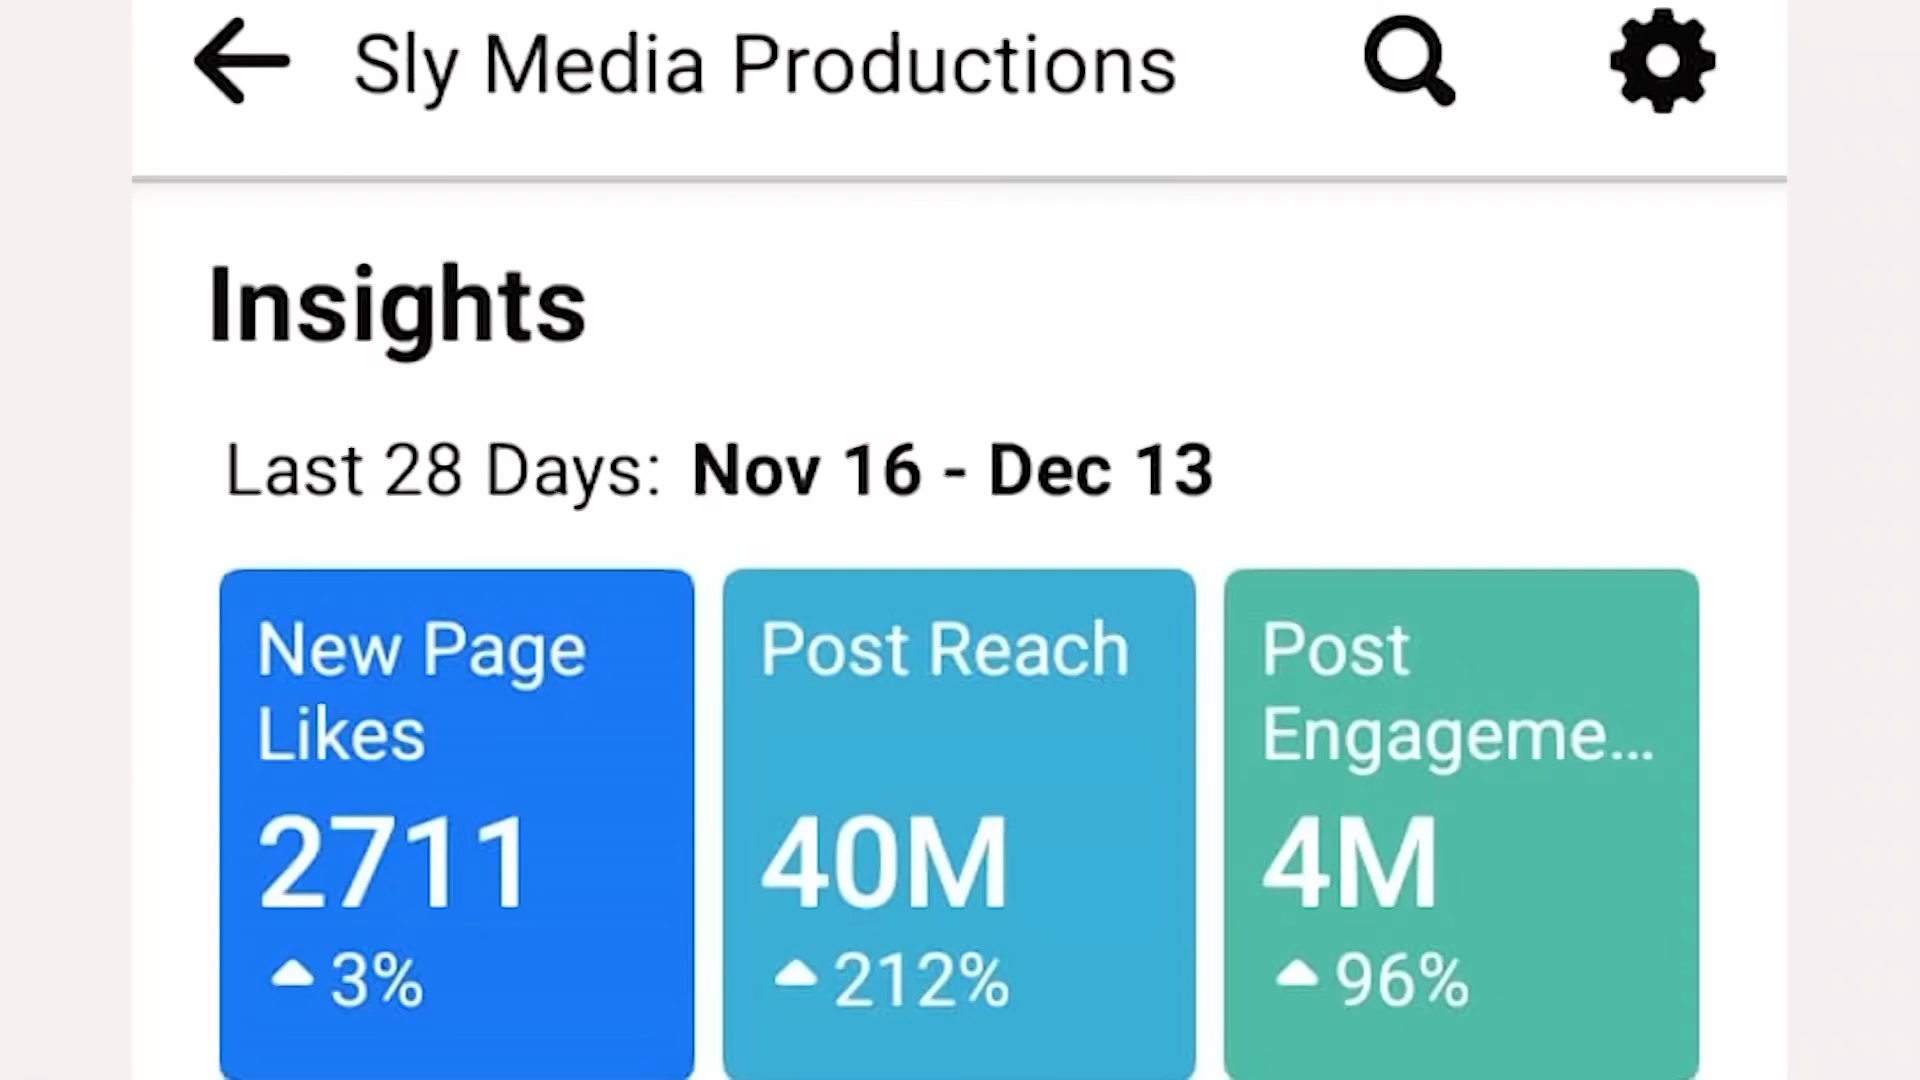 Sly Media Productions
Insights
Last 28 Days: Nov 16 - Dec 13
New Page
Likes
2711
3%
Post Reach
40M
212%
Post
Engageme...
4M
96%